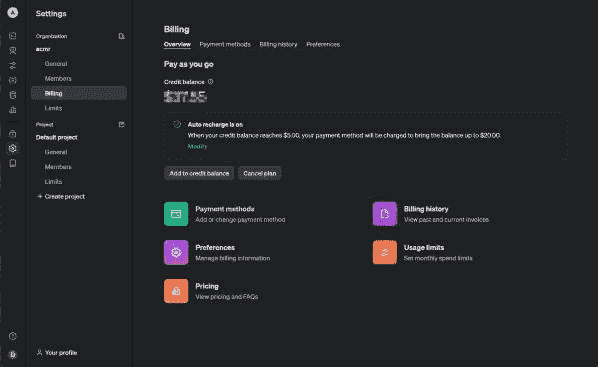 A
Settings
Organization
acmr
General
Members
Billing
Limits
Project
Default project
General
Members
Limits
+ Create project
Your profile
Billing
Overview Payment methods Billing history Preferences
Pay as you go
Credit balance
Auto recharge is on
When your credit balance reaches $5.00, your payment method will be charged to bring the balance up to $20.00.
Modify
Add to credit balance Cancel plan
Payment methods
Add or change payment method
Billing history
View past and current invoices
Preferences
Manage billing information
Usage limits
Set monthly spend limits
Pricing
View pricing and FAQs